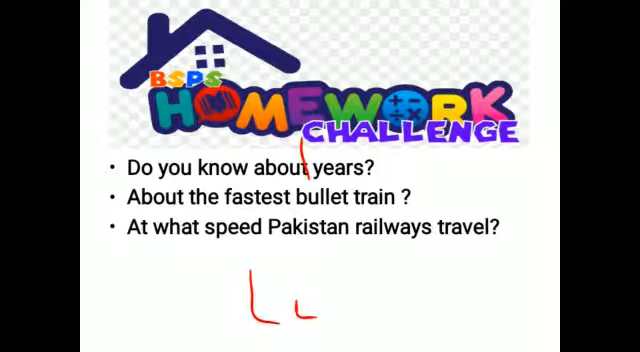 BSPS
HOMEWORK
CHALLENGE
• Do you know about years?
• About the fastest bullet train ?
• At what speed Pakistan railways travel?